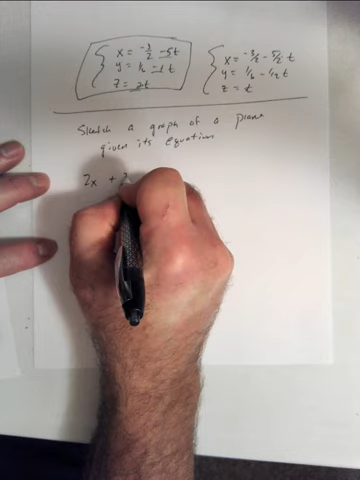 x = -3/2 - 5t
y = 1/2 - 1t
z = 2t
x = -3/2 - 5/2 t
y = 1/2 - 1/2 t
z = t
Sketch a graph of a plane
given its equation
2x + 2